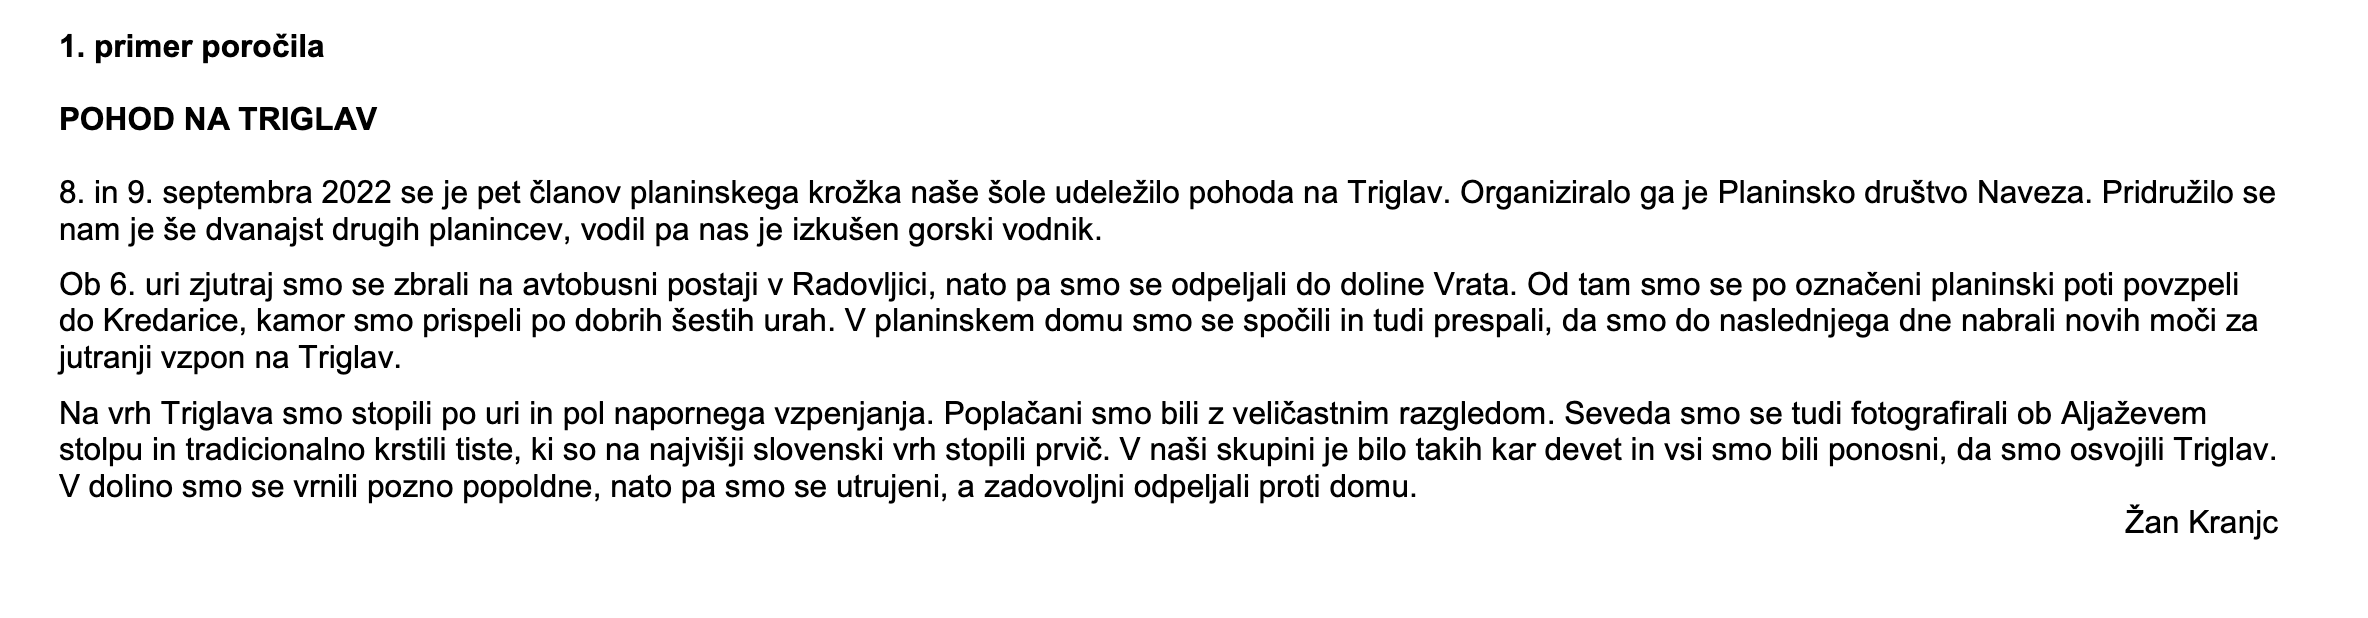 1. primer poročila
POHOD NA TRIGLAV
8. in 9. septembra 2022 se je pet članov planinskega krožka naše šole udeležilo pohoda na Triglav. Organiziralo ga je Planinsko društvo Naveza. Pridružilo se
nam je še dvanajst drugih planincev, vodil pa nas je izkušen gorski vodnik.
Ob 6. uri zjutraj smo se zbrali na avtobusni postaji v Radovljici, nato pa smo se odpeljali do doline Vrata. Od tam smo se po označeni planinski poti povzpeli
do Kredarice, kamor smo prispeli po dobrih šestih urah. V planinskem domu smo se spočili in tudi prespali, da smo do naslednjega dne nabrali novih moči za
jutranji vzpon na Triglav.
Na vrh Triglava smo stopili po uri in pol napornega vzpenjanja. Poplačani smo bili z veličastnim razgledom. Seveda smo se tudi fotografirali ob Aljaževem
stolpu in tradicionalno krstili tiste, ki so na najvišji slovenski vrh stopili prvič. V naši skupini je bilo takih kar devet in vsi smo bili ponosni, da smo osvojili Triglav.
V dolino smo se vrnili pozno popoldne, nato pa smo se utrujeni, a zadovoljni odpeljali proti domu.
Žan Kranjc